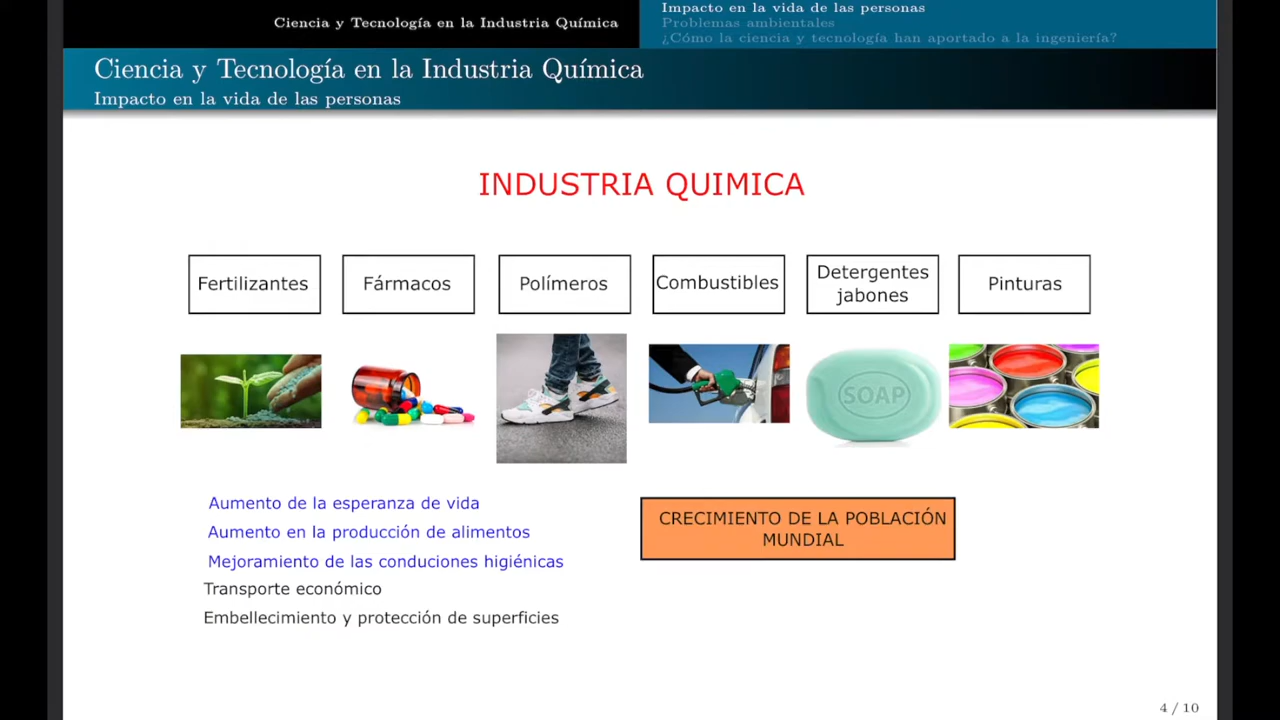 Ciencia y Tecnología en la Industria Química
Impacto en la vida de las personas
Problemas ambientales
¿Cómo la ciencia y tecnología han aportado a la ingeniería?
Ciencia y Tecnología en la Industria Química
Impacto en la vida de las personas
INDUSTRIA QUIMICA
Fertilizantes
Fármacos
Polímeros
Combustibles
Detergentes
jabones
Pinturas
SOAP
Aumento de la esperanza de vida
Aumento en la producción de alimentos
Mejoramiento de las conduciones higiénicas
Transporte económico
Embellecimiento y protección de superficies
CRECIMIENTO DE LA POBLACIÓN
MUNDIAL
4 / 10